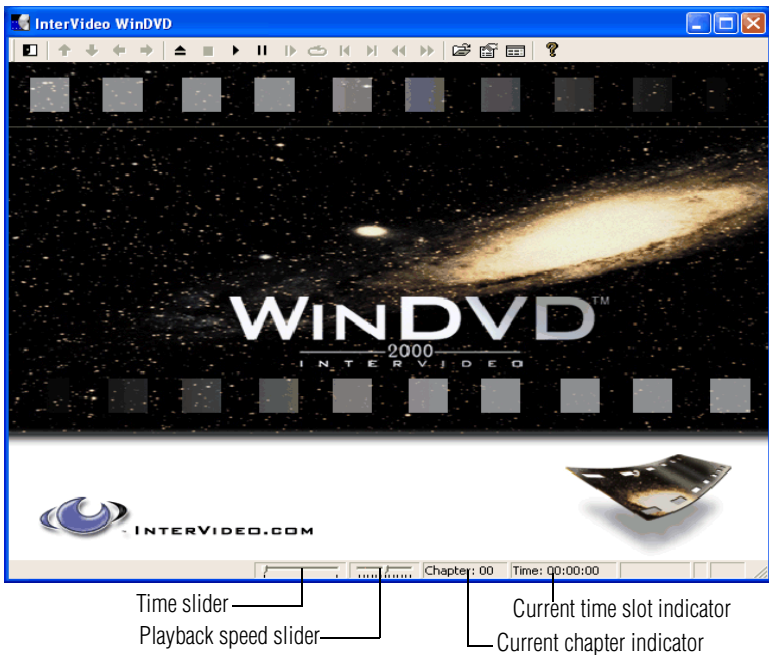 InterVideo WinDVD
WINDVD™
2000
INTERVIDEO
INTERVIDEO.COM
Chapter: 00 Time: 00:00:00
Time slider
Playback speed slider
Current time slot indicator
Current chapter indicator